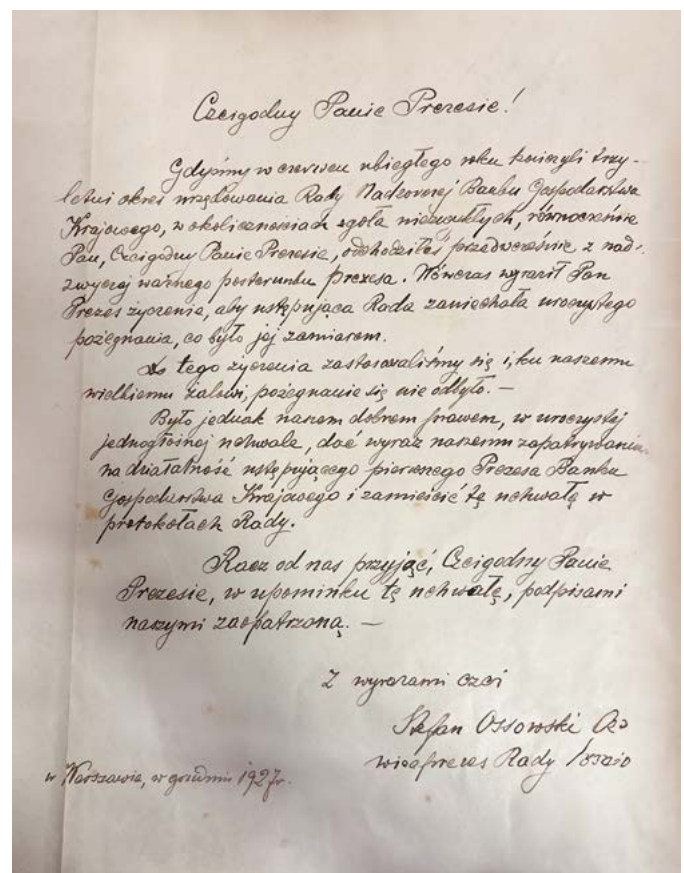 Czcigodny Panie Prezesie!
Gdyśmy w czerwcu ubiegłego roku kończyli trzy-
letni okres urzędowania Rady Nadzorczej Banku Gospodarstwa
Krajowego, w okolicznościach zgoła niezwykłych, równocześnie
Pan, Czcigodny Panie Prezesie, odchodziłeś przedwcześnie z nad-
zwyczaj ważnego posterunku Prezesa. Wówczas wyraził Pan
Prezes życzenie, aby ustępująca Rada zaniechała uroczystego
pożegnania, co było jej zamiarem.
Do tego życzenia zastosowaliśmy się i, ku naszemu
wielkiemu żalowi, pożegnanie się nie odbyło. —
Było jednak naszem dobrem prawem, w uroczystej
jednogłośnej uchwale, dać wyraz naszemu zapatrywaniu
na działalność ustępującego pierwszego Prezesa Banku
Gospodarstwa Krajowego i zamieścić tę uchwałę w
protokołach Rady.
Racz od nas przyjąć, Czcigodny Panie
Prezesie, w upominku tę uchwałę, podpisami
naszymi zaopatrzoną. —
Z wyrazami czci
Stefan Ossowski
wiceprezes Rady
w Warszawie, w grudniu 1927r.